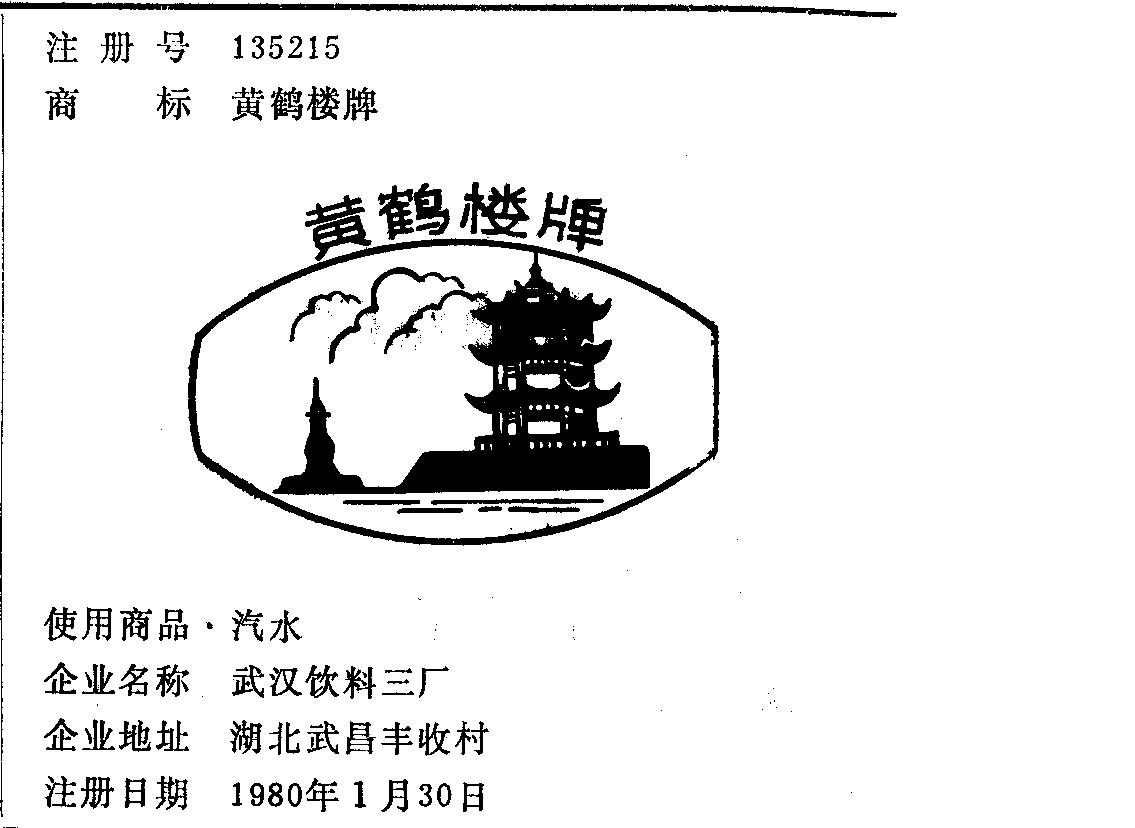 注册号 135215
商标 黄鹤楼牌
黄鹤楼牌
使用商品 汽水
企业名称 武汉饮料三厂
企业地址 湖北武昌丰收村
注册日期 1980年1月30日